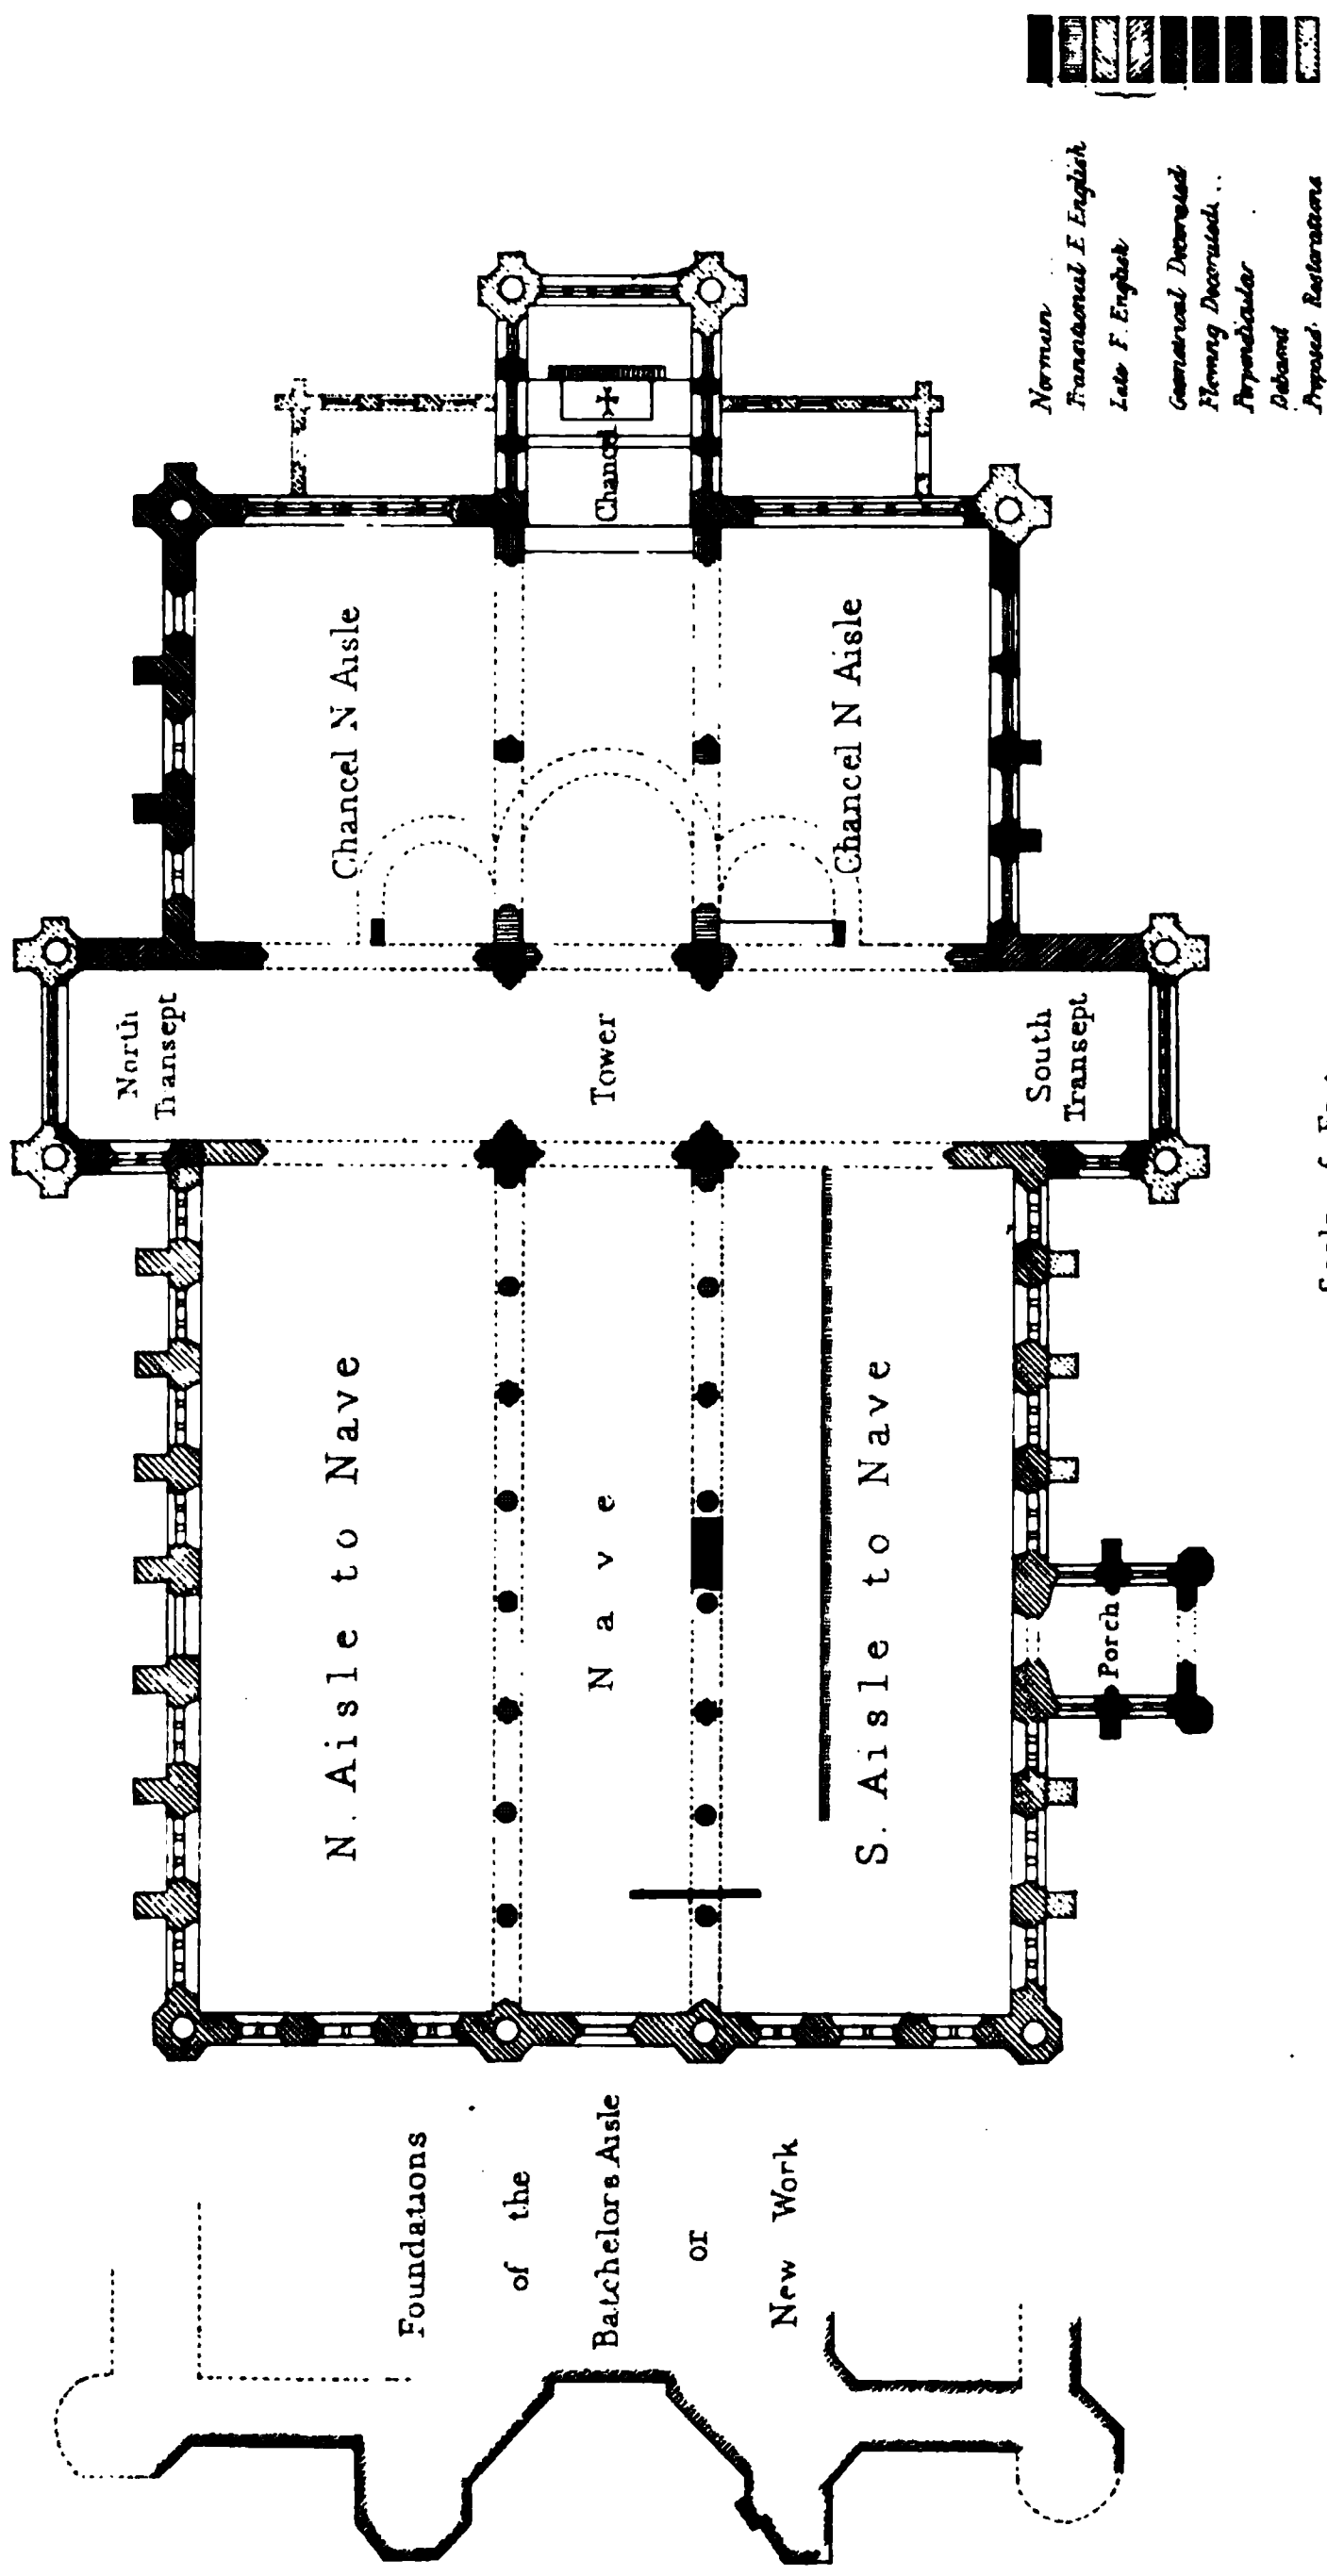 North
Transept
Chancel N Aisle
Chancel
Chancel N Aisle
Tower
South
Transept
N. Aisle to Nave
Nave
S. Aisle to Nave
Porch
Foundations
of the
Batchelors Aisle
or
New Work
Norman
Transitional E English
Late E. English
Geometrical Decorated
Flowing Decorated
Perpendicular
Debased
Proposed Restorations